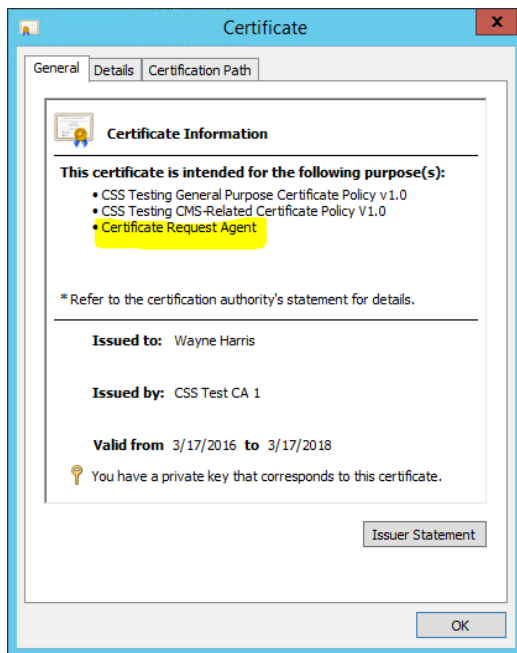 Certificate
x
General Details Certification Path
Certificate Information
This certificate is intended for the following purpose(s):
• CSS Testing General Purpose Certificate Policy v1.0
• CSS Testing CMS-Related Certificate Policy V1.0
• Certificate Request Agent
* Refer to the certification authority's statement for details.
Issued to: Wayne Harris
Issued by: CSS Test CA 1
Valid from 3/17/2016 to 3/17/2018
You have a private key that corresponds to this certificate.
Issuer Statement
OK